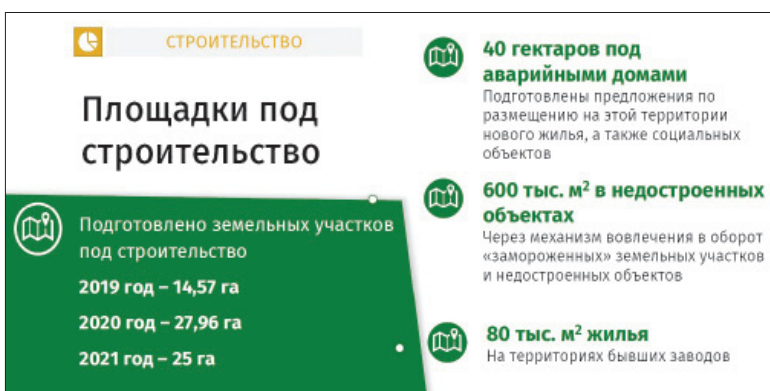 СТРОИТЕЛЬСТВО
Площадки под
строительство
Подготовлено земельных участков
под строительство
2019 год – 14,57 га
2020 год – 27,96 га
2021 год – 25 га
40 гектаров под
аварийными домами
Подготовлены предложения по
размещению на этой территории
нового жилья, а также социальных
объектов
600 тыс. м² в недостроенных
объектах
Через механизм вовлечения в оборот
«замороженных» земельных участков
и недостроенных объектов
80 тыс. м² жилья
На территориях бывших заводов